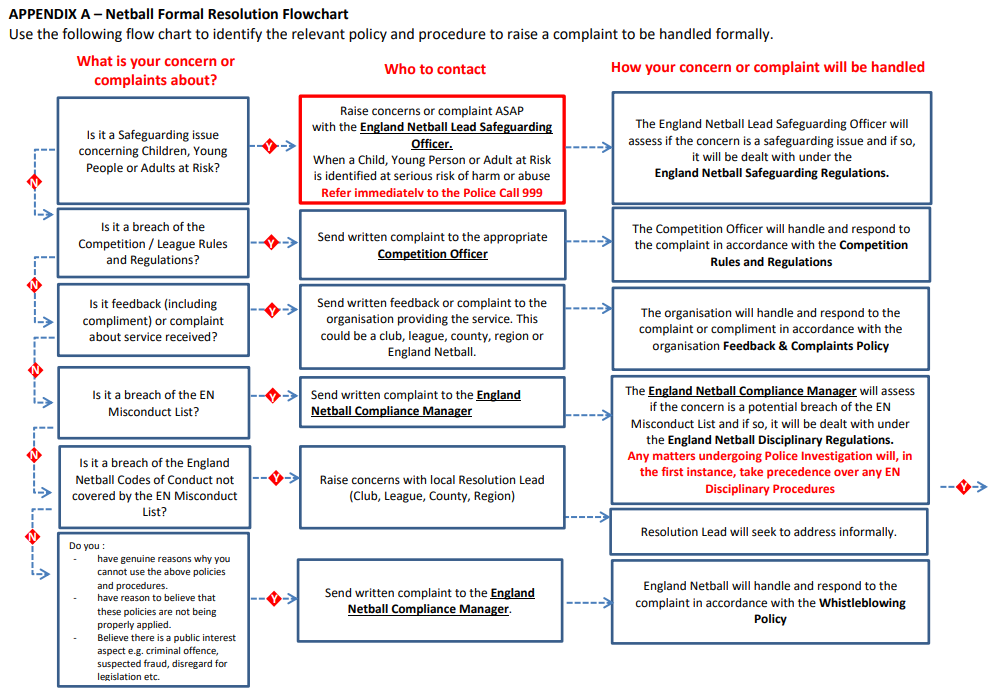 APPENDIX A – Netball Formal Resolution Flowchart
Use the following flow chart to identify the relevant policy and procedure to raise a complaint to be handled formally.
What is your concern or
complaints about?
Who to contact
How your concern or complaint will be handled
Is it a Safeguarding issue
concerning Children, Young
People or Adults at Risk?
Y
Raise concerns or complaint ASAP
with the England Netball Lead Safeguarding
Officer.
When a Child, Young Person or Adult at Risk
is identified at serious risk of harm or abuse
Refer immediately to the Police Call 999
The England Netball Lead Safeguarding Officer will
assess if the concern is a safeguarding issue and if so,
it will be dealt with under the
England Netball Safeguarding Regulations.
N
Is it a breach of the
Competition / League Rules
and Regulations?
Y
Send written complaint to the appropriate
Competition Officer
The Competition Officer will handle and respond to
the complaint in accordance with the Competition
Rules and Regulations
N
Is it feedback (including
compliment) or complaint
about service received?
Y
Send written feedback or complaint to the
organisation providing the service. This
could be a club, league, county, region or
England Netball.
The organisation will handle and respond to the
complaint or compliment in accordance with the
organisation Feedback & Complaints Policy
N
Is it a breach of the EN
Misconduct List?
Y
Send written complaint to the England
Netball Compliance Manager
The England Netball Compliance Manager will assess
if the concern is a potential breach of the EN
Misconduct List and if so, it will be dealt with under
the England Netball Disciplinary Regulations.
Any matters undergoing Police Investigation will, in
the first instance, take precedence over any EN
Disciplinary Procedures
Y
N
Is it a breach of the England
Netball Codes of Conduct not
covered by the EN Misconduct
List?
Y
Raise concerns with local Resolution Lead
(Club, League, County, Region)
Resolution Lead will seek to address informally.
N
Do you :
- have genuine reasons why you
cannot use the above policies
and procedures.
- have reason to believe that
these policies are not being
properly applied.
- Believe there is a public interest
aspect e.g. criminal offence,
suspected fraud, disregard for
legislation etc.
Y
Send written complaint to the England
Netball Compliance Manager.
England Netball will handle and respond to the
complaint in accordance with the Whistleblowing
Policy